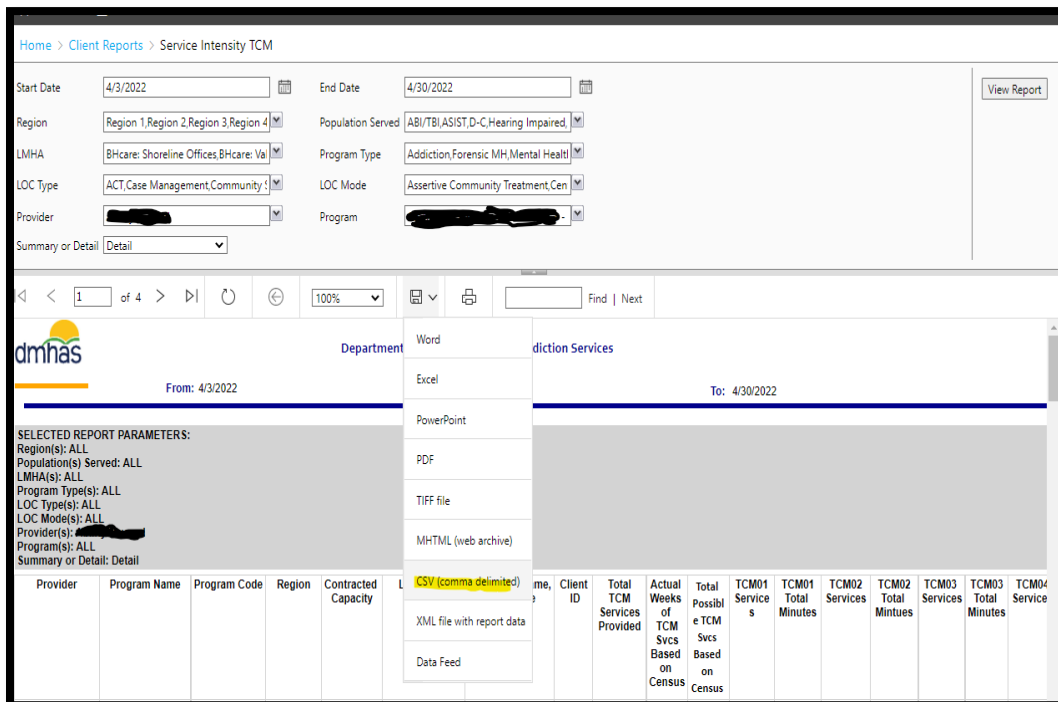 Home > Client Reports > Service Intensity TCM
Start Date 4/3/2022 End Date 4/30/2022 View Report
Region Region 1,Region 2,Region 3,Region 4 Population Served ABI/TBI,ASIST,D-C,Hearing Impaired,
LMHA BHcare: Shoreline Offices,BHcare: Val Program Type Addiction,Forensic MH,Mental Healt
LOC Type ACT,Case Management,Community LOC Mode Assertive Community Treatment,Cen
Provider Program -
Summary or Detail Detail
1 of 4 100% Find | Next
Word
Excel
PowerPoint
PDF
TIFF file
MHTML (web archive)
CSV (comma delimited)
XML file with report data
Data Feed
dmhas
Department diction Services
From: 4/3/2022 To: 4/30/2022
SELECTED REPORT PARAMETERS:
Region(s): ALL
Population(s) Served: ALL
LMHA(s): ALL
Program Type(s): ALL
LOC Type(s): ALL
LOC Mode(s): ALL
Provider(s):
Program(s): ALL
Summary or Detail: Detail
Provider Program Name Program Code Region Contracted Capacity L me, Client ID Total TCM Services Provided Actual Weeks of TCM Svcs Based on Census Total Possibl e TCM Svcs Based on Census TCM01 Service s TCM01 Total Minutes TCM02 Services TCM02 Total Mintues TCM03 Services TCM03 Total Minutes TCM04 Service